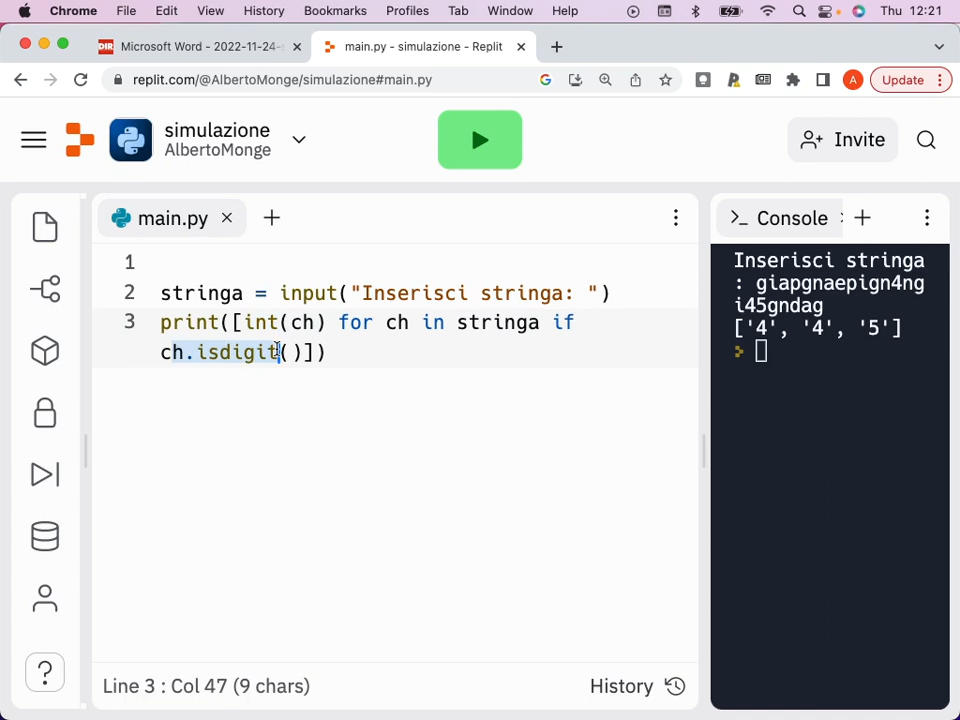 Chrome File Edit View History Bookmarks Profiles Tab Window Help Thu 12:21
DIR Microsoft Word - 2022-11-24- main.py - simulazione - Replit
replit.com/@AlbertoMonge/simulazione#main.py A Update
simulazione
AlbertoMonge
Invite
main.py
Console
1
2 stringa = input("Inserisci stringa: ")
3 print([int(ch) for ch in stringa if
ch.isdigit()])
Inserisci stringa
: giapgnaepign4ng
i45gndag
['4', '4', '5']
Line 3 : Col 47 (9 chars)
History